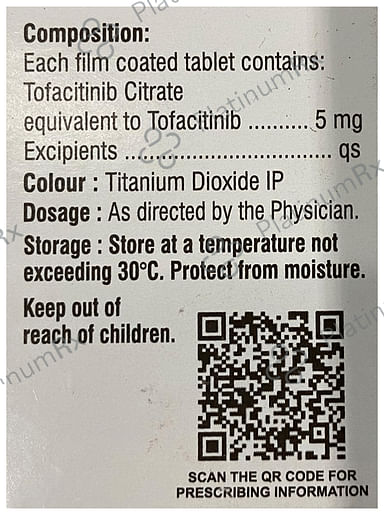 Composition:
Each film coated tablet contains:
Tofacitinib Citrate
equivalent to Tofacitinib .......... 5 mg
Excipients .................................. qs
Colour : Titanium Dioxide IP
Dosage : As directed by the Physician.
Storage : Store at a temperature not
exceeding 30°C. Protect from moisture.
Keep out of
reach of children.
SCAN THE QR CODE FOR
PRESCRIBING INFORMATION
PlatinumRx